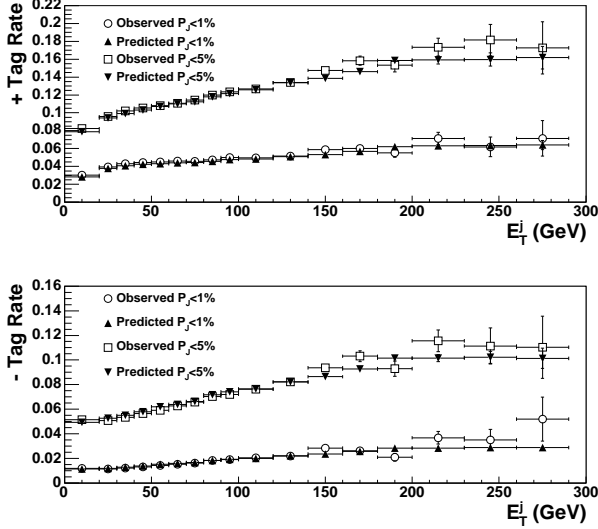 + Tag Rate
0.22
0.2
0.18
0.16
0.14
0.12
0.1
0.08
0.06
0.04
0.02
0
Observed P_J<1%
Predicted P_J<1%
Observed P_J<5%
Predicted P_J<5%
0 50 100 150 200 250 300
E_T^j (GeV)
- Tag Rate
0.16
0.14
0.12
0.1
0.08
0.06
0.04
0.02
0
Observed P_J<1%
Predicted P_J<1%
Observed P_J<5%
Predicted P_J<5%
0 50 100 150 200 250 300
E_T^j (GeV)